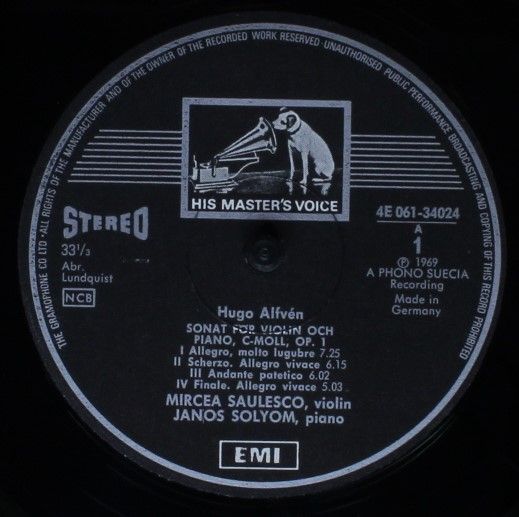 THE GRAMOPHONE CO LTD · ALL RIGHTS OF THE MANUFACTURER AND OF THE OWNER OF THE RECORDED WORK RESERVED · UNAUTHORISED PUBLIC PERFORMANCE BROADCASTING AND COPYING OF THIS RECORD PROHIBITED
HIS MASTER'S VOICE
STEREO
33 1/3
Abr.
Lundquist
NCB
4E 061-34024
A
1
℗ 1969
A PHONO SUECIA
Recording
Made in
Germany
Hugo Alfvén
SONAT FÖR VIOLIN OCH
PIANO, C-MOLL, OP. 1
I Allegro, molto lugubre 7.25
II Scherzo. Allegro vivace 6.15
III Andante patetico 6.02
IV Finale. Allegro vivace 5.03
MIRCEA SAULESCO, violin
JANOS SOLYOM, piano
EMI